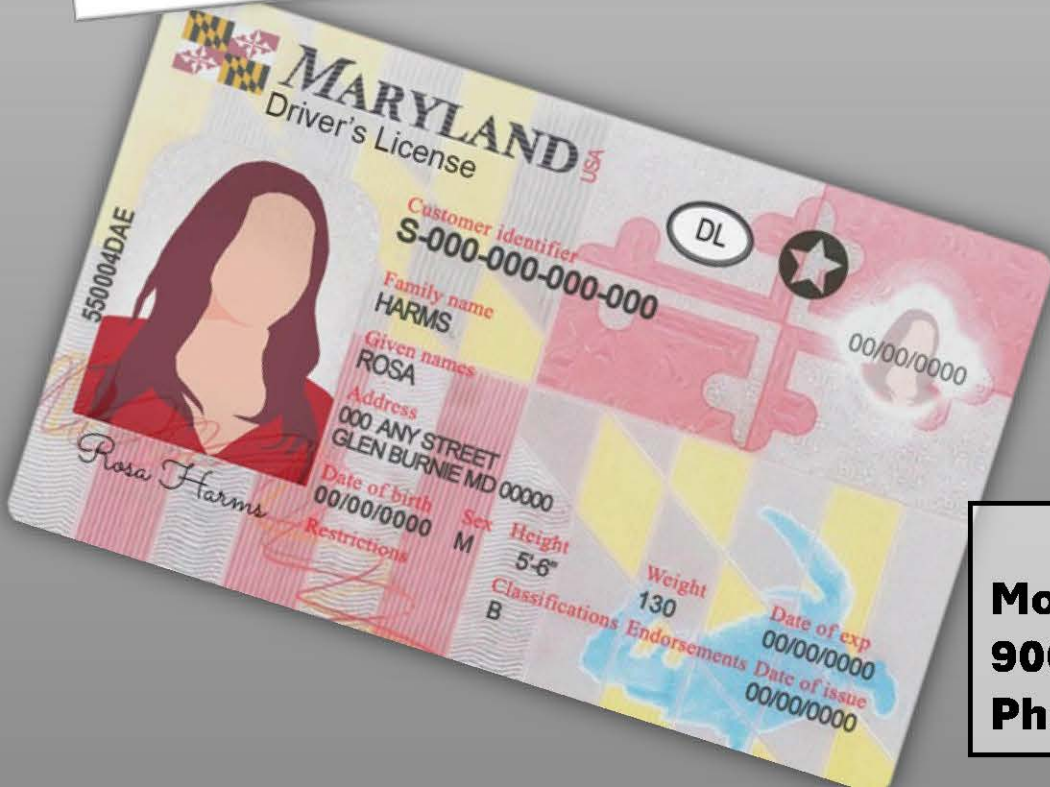 MARYLAND USA
Driver's License
DL
Customer identifier
S-000-000-000-000
00/00/0000
550004DAE
Family name
HARMS
Given names
ROSA
Address
000 ANY STREET
GLEN BURNIE MD 00000
Date of birth Sex Height Weight Date of exp
00/00/0000 M 5'-6" 130 00/00/0000
Restrictions Classifications Endorsements Date of issue
B 00/00/0000
Rosa Harms
Mo
90
Ph